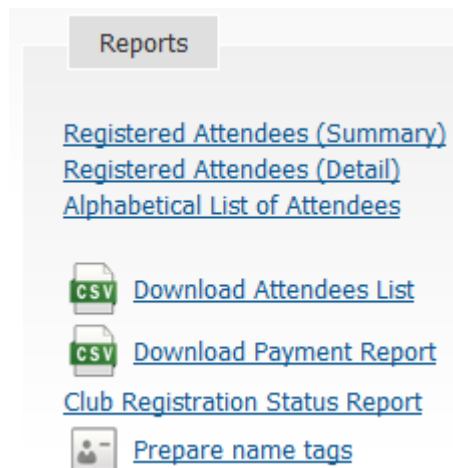 Reports
Registered Attendees (Summary)
Registered Attendees (Detail)
Alphabetical List of Attendees
CSV Download Attendees List
CSV Download Payment Report
Club Registration Status Report
Prepare name tags